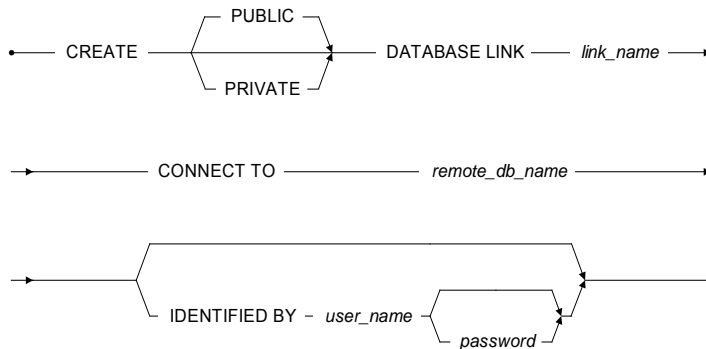 PUBLIC
CREATE DATABASE LINK link_name
PRIVATE
CONNECT TO remote_db_name
IDENTIFIED BY user_name
password